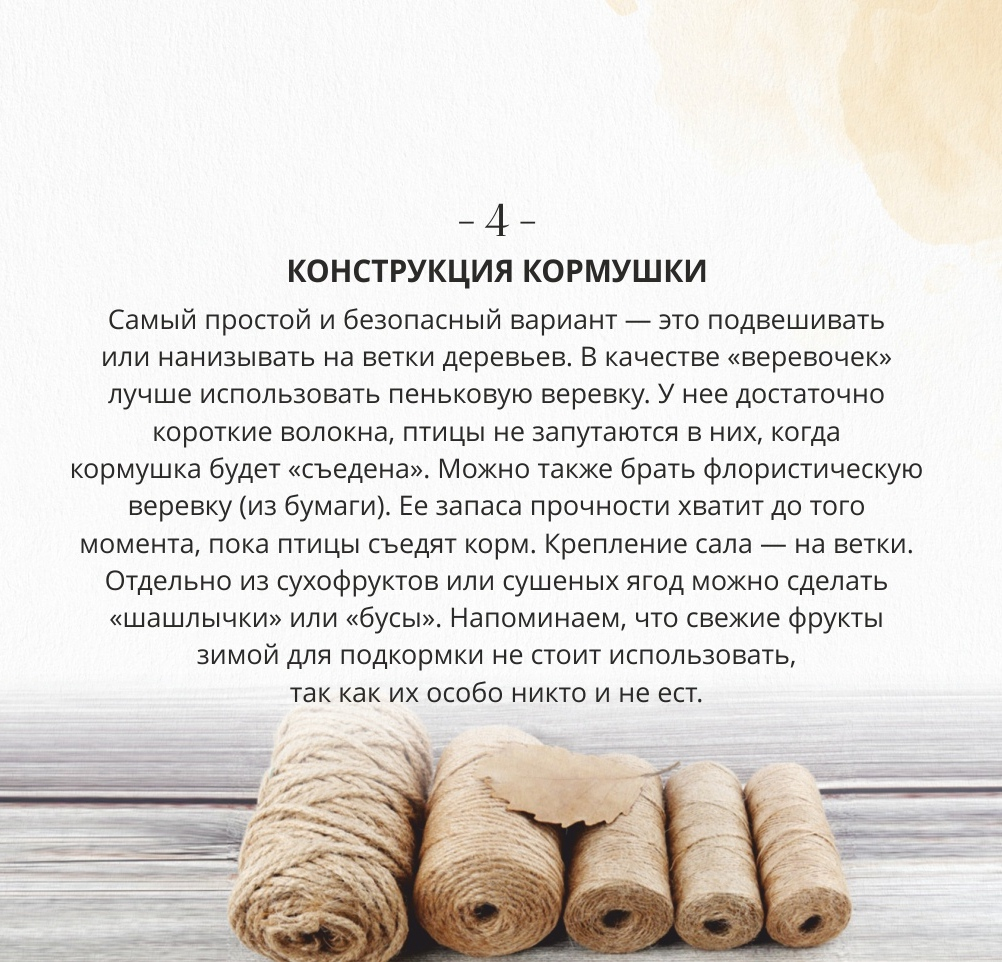 – 4 –
КОНСТРУКЦИЯ КОРМУШКИ
Самый простой и безопасный вариант — это подвешивать
или нанизывать на ветки деревьев. В качестве «веревочек»
лучше использовать пеньковую веревку. У нее достаточно
короткие волокна, птицы не запутаются в них, когда
кормушка будет «съедена». Можно также брать флористическую
веревку (из бумаги). Ее запаса прочности хватит до того
момента, пока птицы съедят корм. Крепление сала — на ветки.
Отдельно из сухофруктов или сушеных ягод можно сделать
«шашлычки» или «бусы». Напоминаем, что свежие фрукты
зимой для подкормки не стоит использовать,
так как их особо никто и не ест.